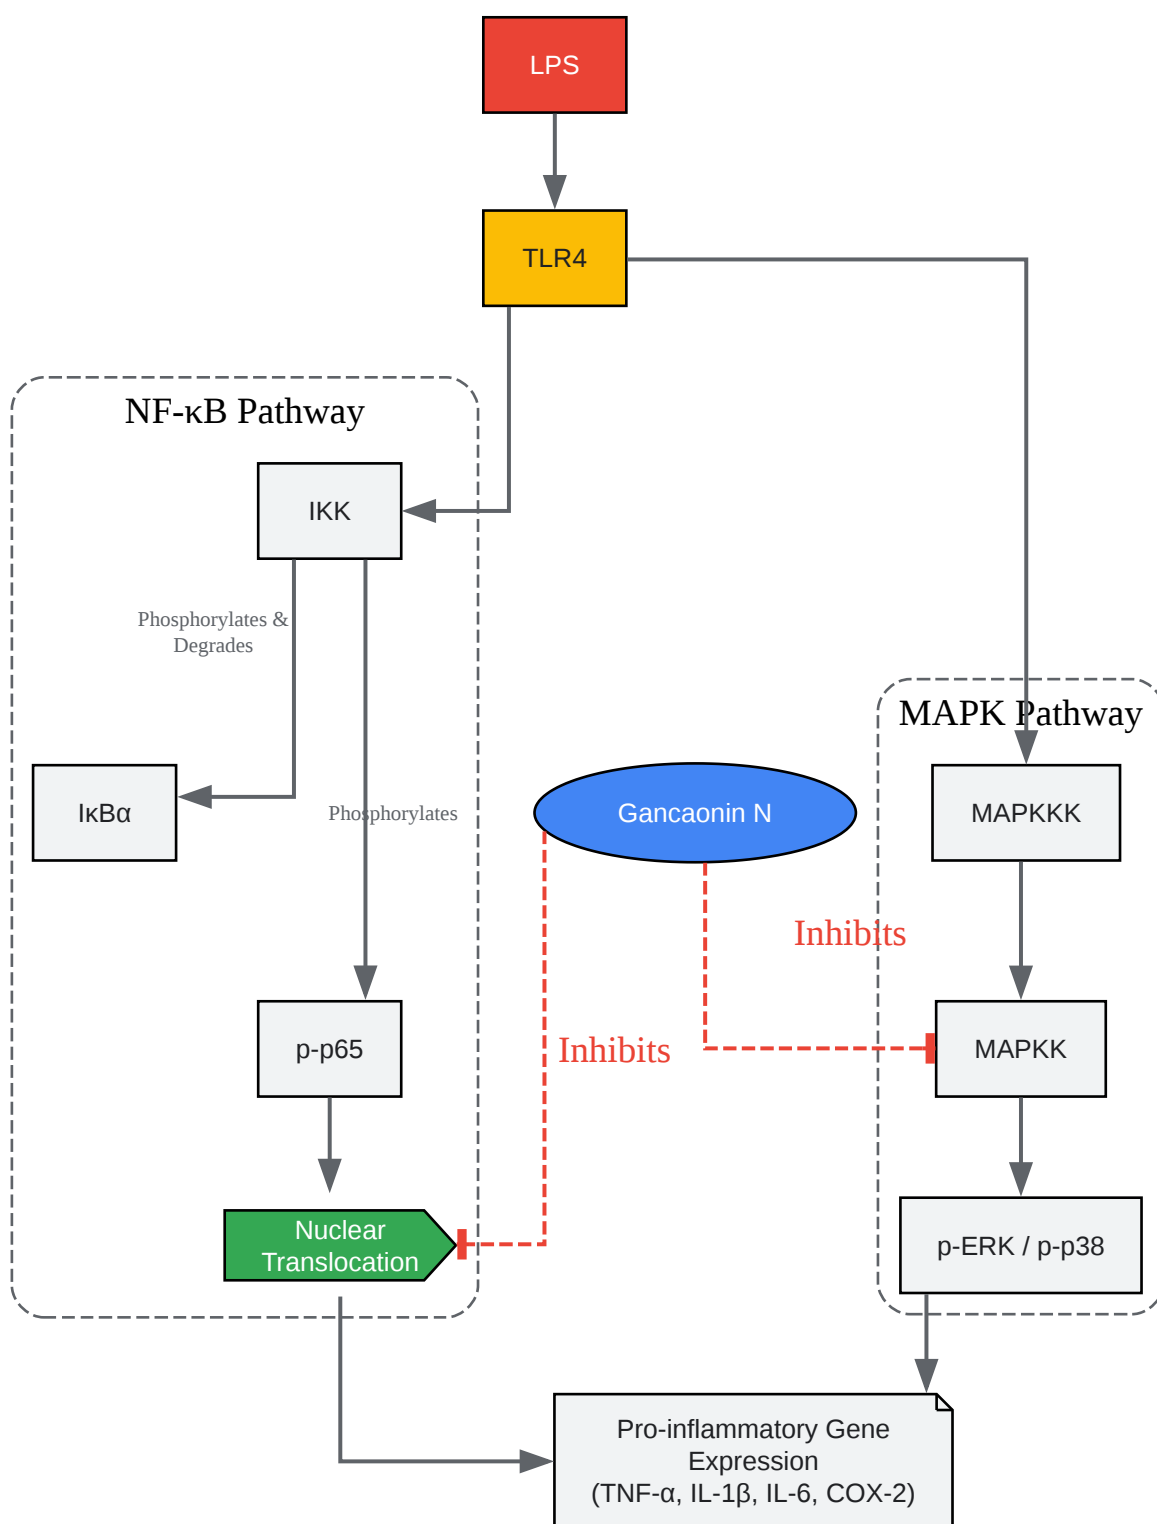 LPS
TLR4
NF-κB Pathway
IKK
Phosphorylates &
Degrades
MAPK Pathway
IκBα
Phosphorylates
Gancaonin N
MAPKKK
Inhibits
p-p65
Inhibits
MAPKK
Nuclear
Translocation
p-ERK / p-p38
Pro-inflammatory Gene
Expression
(TNF-α, IL-1β, IL-6, COX-2)